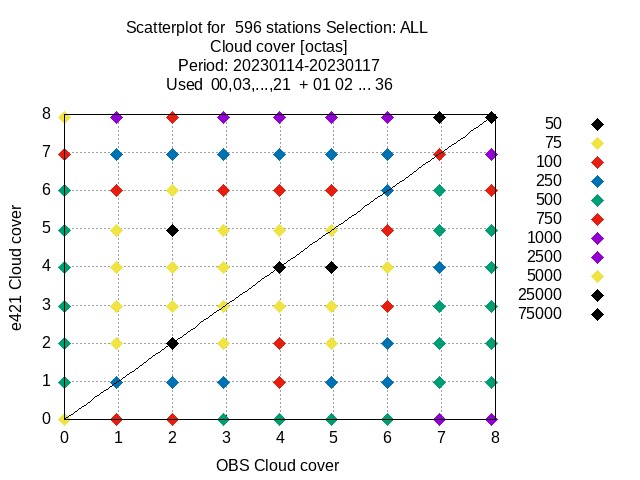 Scatterplot for  596 stations Selection: ALL
Cloud cover [octas]
Period: 20230114-20230117
Used  00,03,...,21  + 01 02 ... 36
8
7
6
5
4
3
2
1
0
e421 Cloud cover
0 1 2 3 4 5 6 7 8
OBS Cloud cover
50
75
100
250
500
750
1000
2500
5000
25000
75000